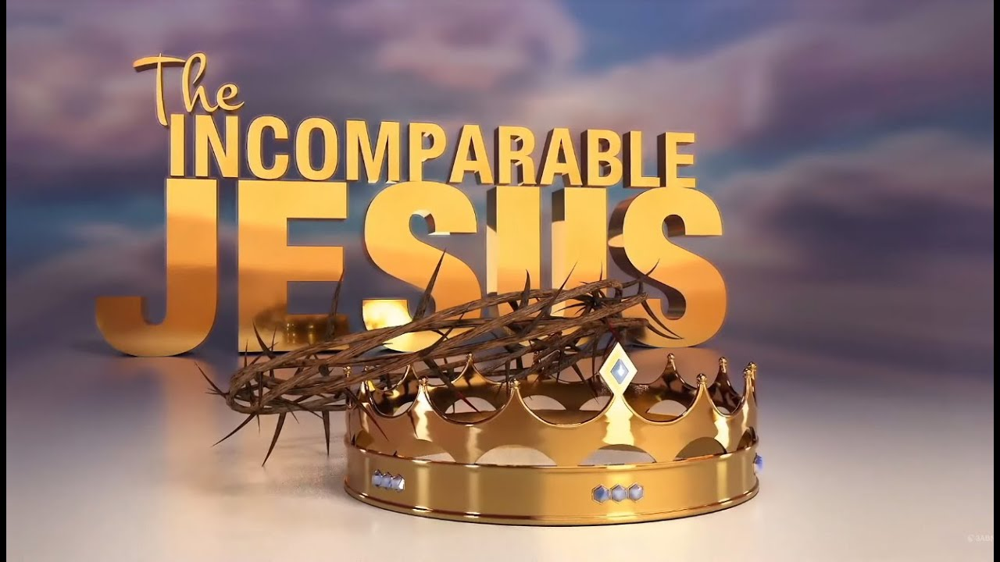 The
INCOMPARABLE
JESUS